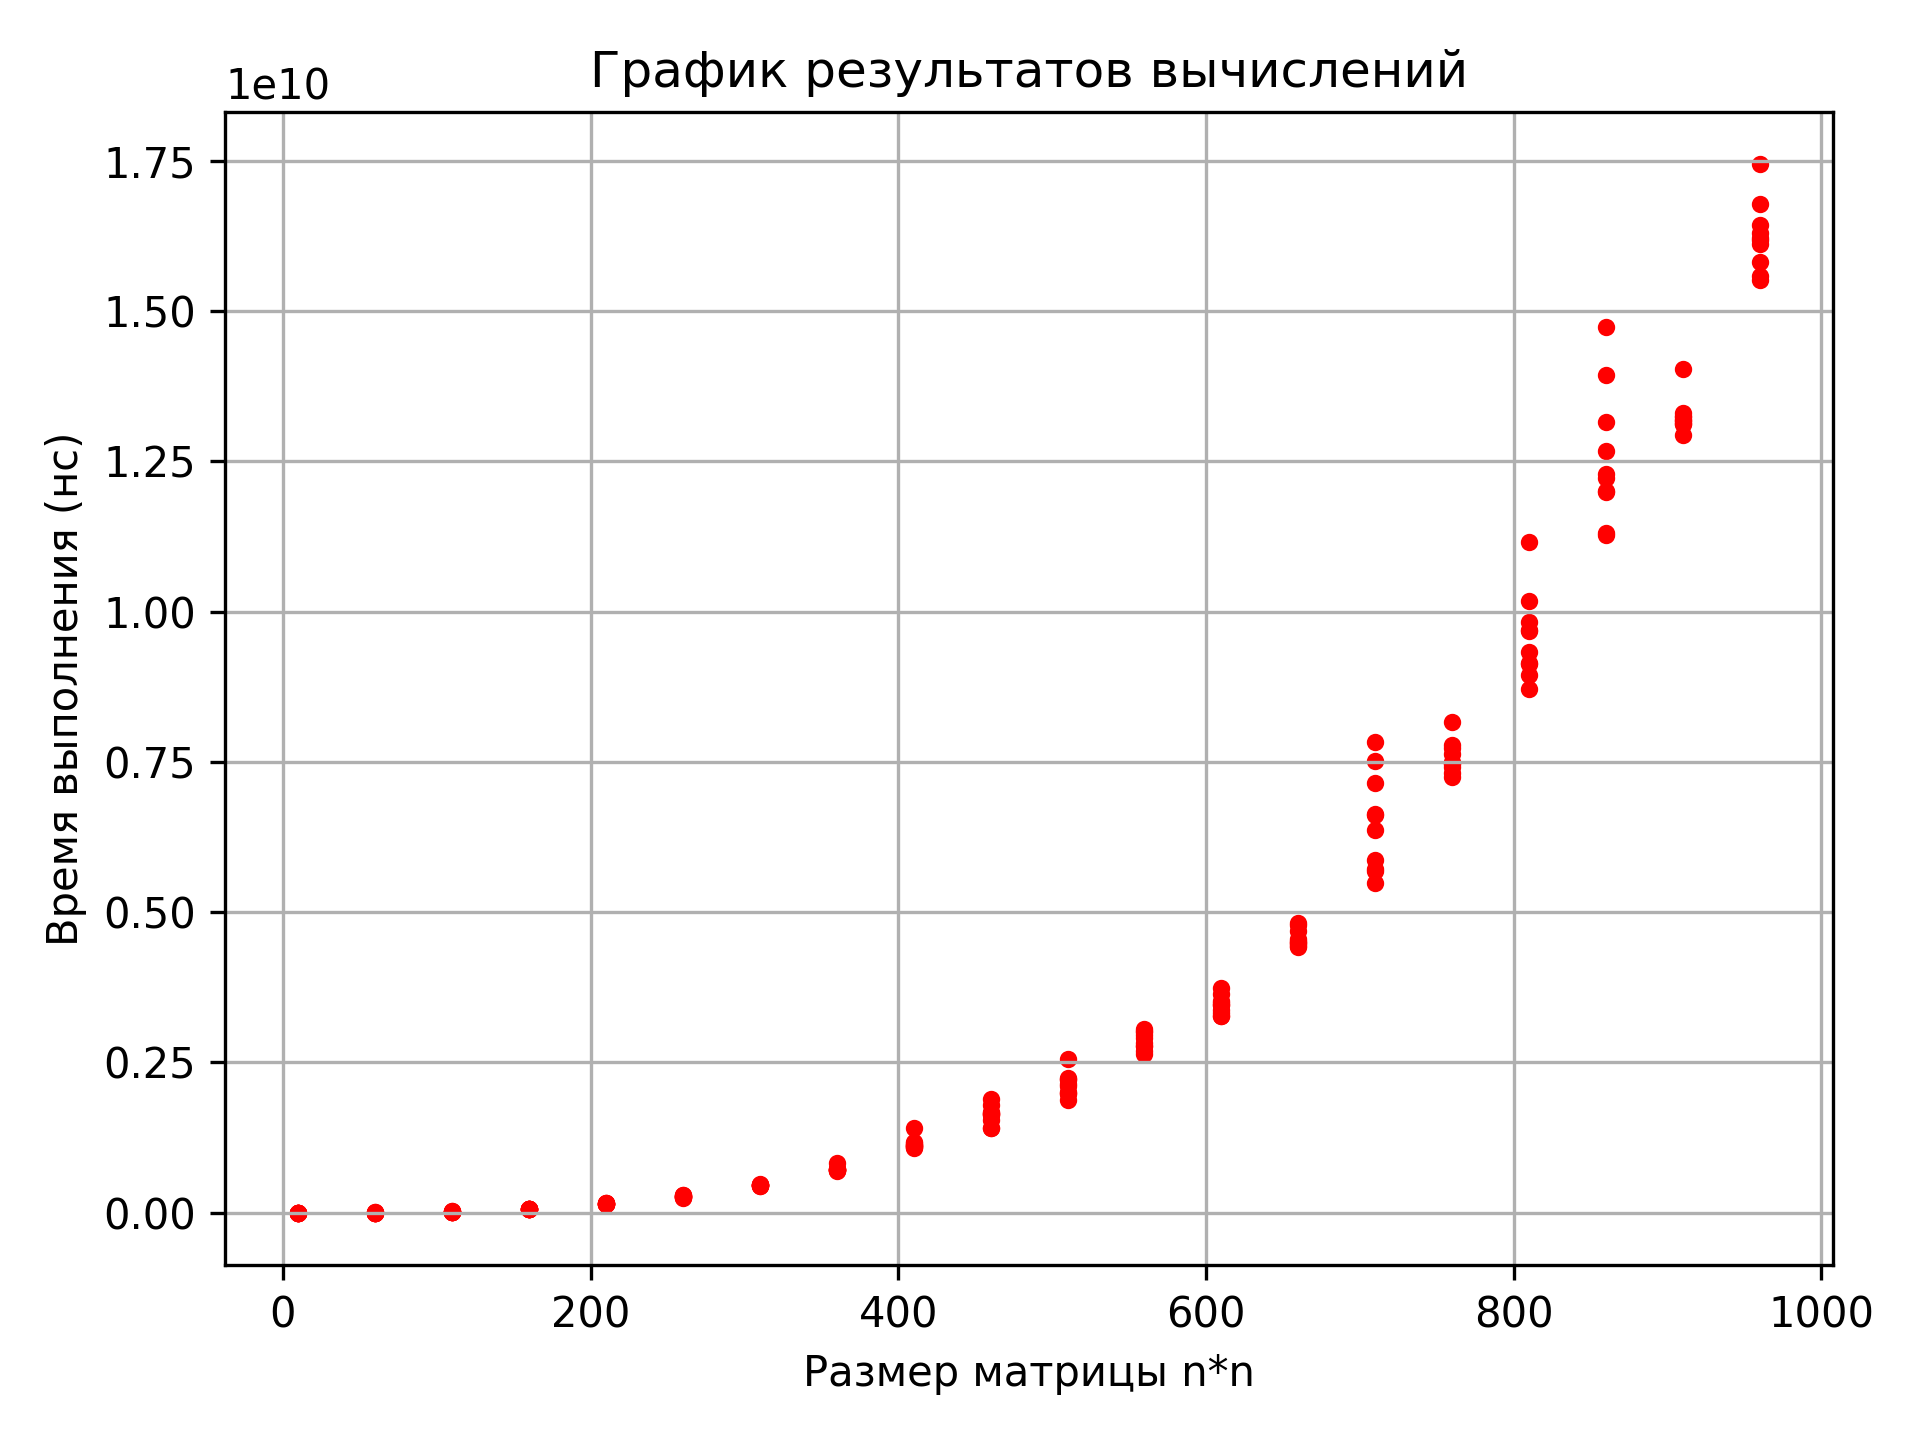 График результатов вычислений
1e10
1.75
1.50
1.25
1.00
0.75
0.50
0.25
0.00
Время выполнения (нс)
0 200 400 600 800 1000
Размер матрицы n*n